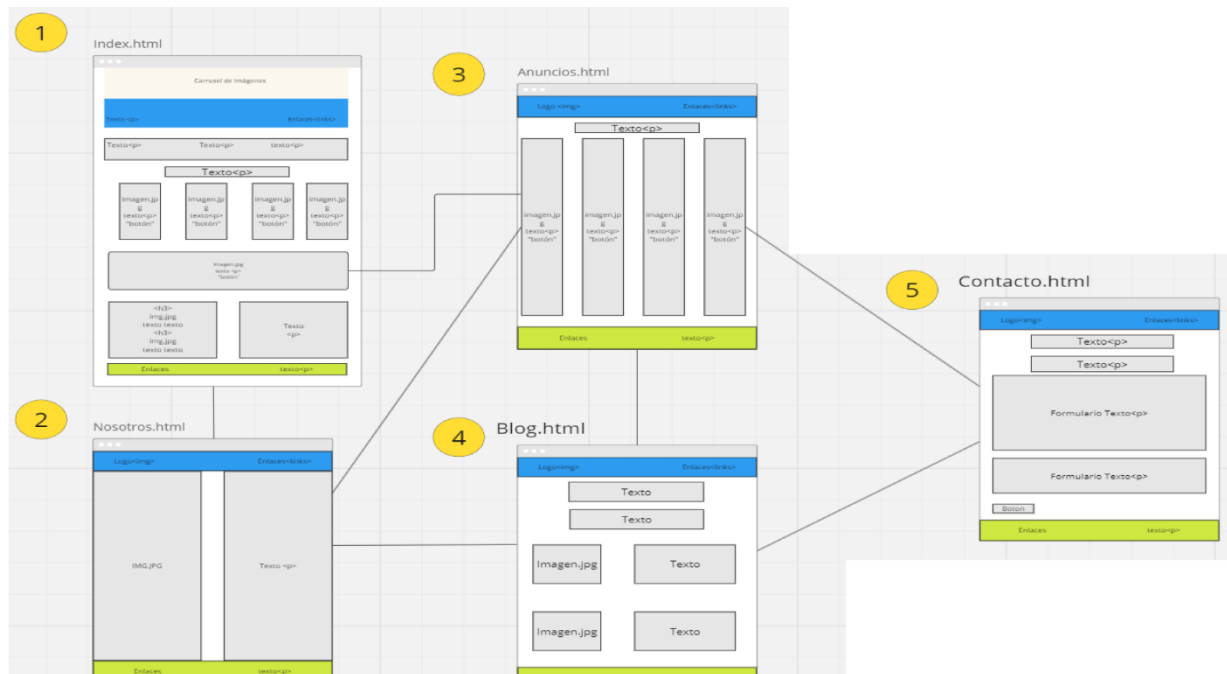 1
Index.html
Carrusel de Imágenes
Texto <p>
Enlaces<links>
Texto<p>
Texto<p>
texto<p>
Texto<p>
imagen.jp
g
texto<p>
"botón"
imagen.jp
g
texto<p>
"botón"
imagen.jp
g
texto<p>
"botón"
imagen.jp
g
texto<p>
"botón"
Imagen.jpg
texto <p>
"botón"
<h3>
img.jpg
texto texto
<h3>
img.jpg
texto texto
Texto
<p>
Enlaces
texto<p>
2
Nosotros.html
Logo<img>
Enlaces<links>
IMG.JPG
Texto <p>
Enlaces
texto<p>
3
Anuncios.html
Logo <img>
Enlaces<links>
Texto<p>
imagen.jp
g
texto<p>
"botón"
imagen.jp
g
texto<p>
"botón"
imagen.jp
g
texto<p>
"botón"
imagen.jp
g
texto<p>
"botón"
Enlaces
texto<p>
4
Blog.html
Logo<img>
Enlaces<links>
Texto
Texto
Imagen.jpg
Texto
Imagen.jpg
Texto
5
Contacto.html
Logo<img>
Enlaces<links>
Texto<p>
Texto<p>
Formulario Texto<p>
Formulario Texto<p>
Boton
Enlaces
texto<p>